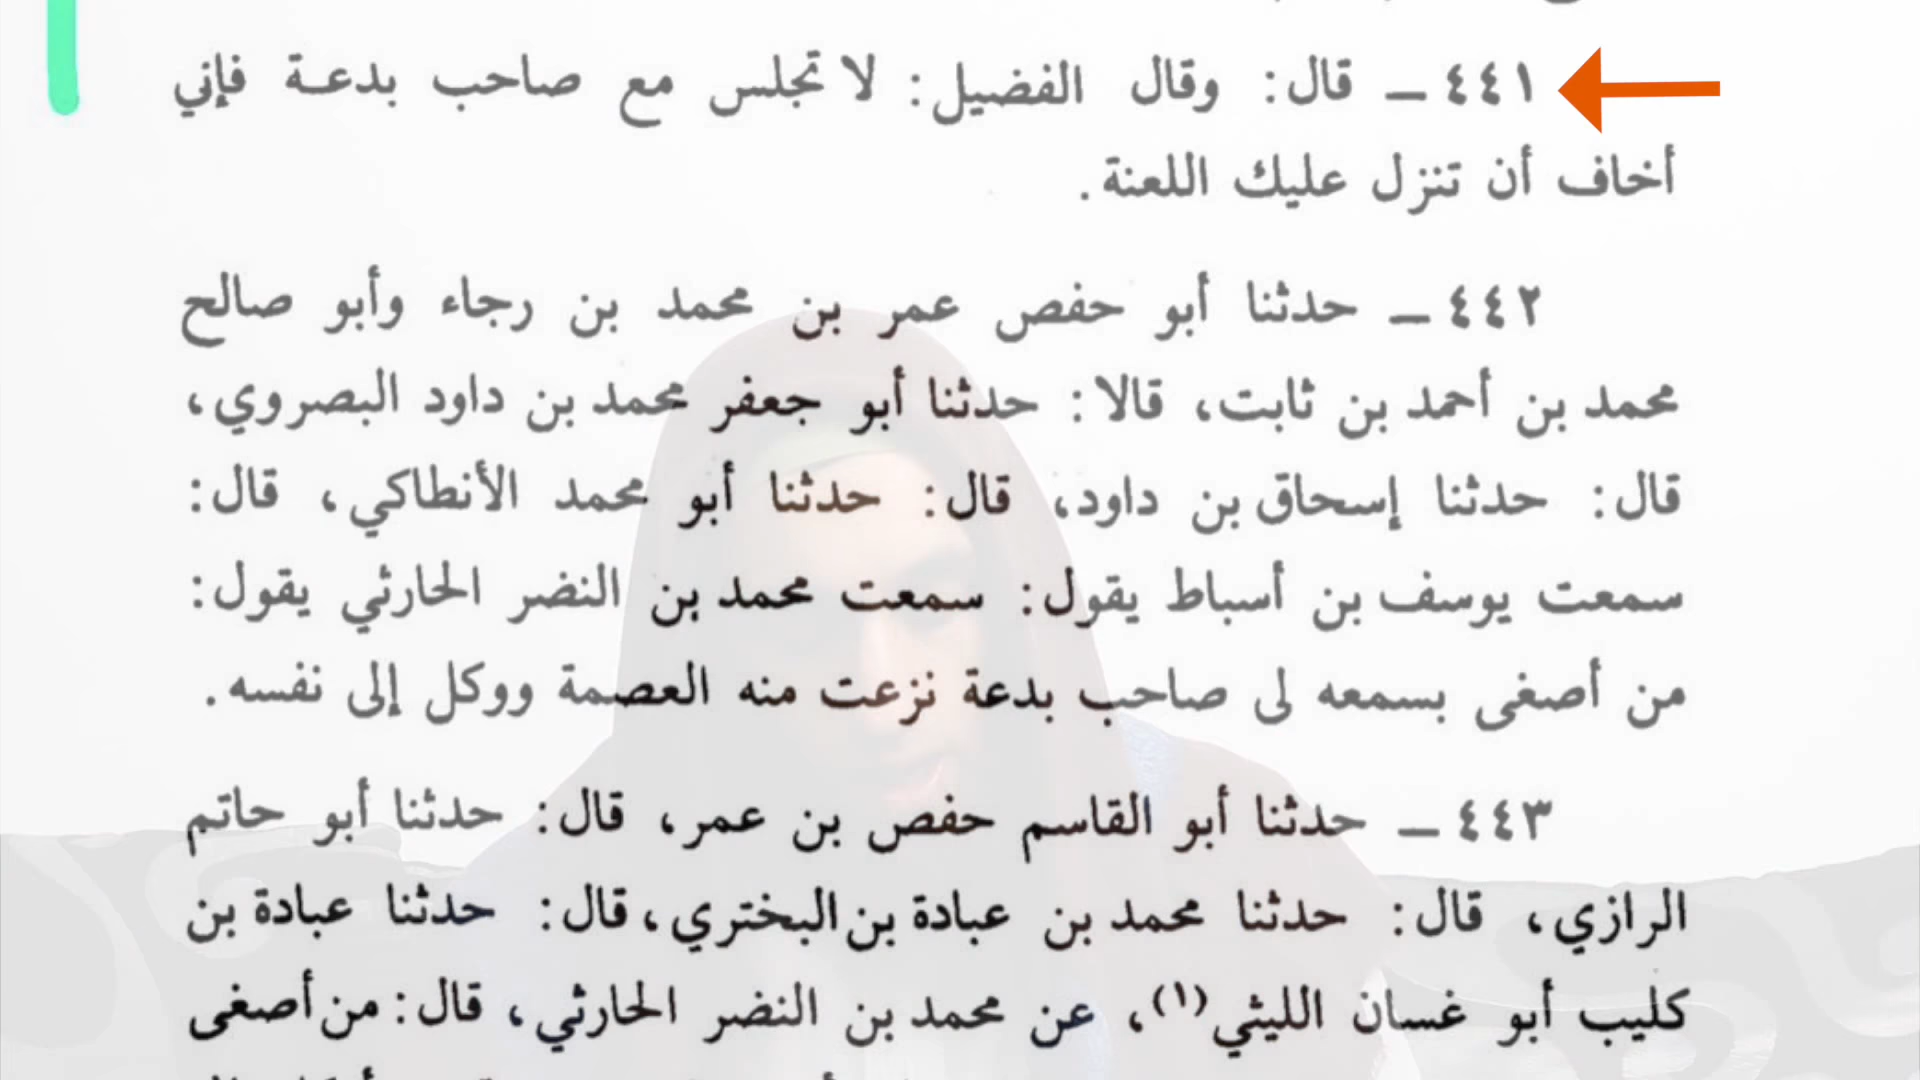 ٤٤١ – قال: وقال الفضيل: لا تجلس مع صاحب بدعـة فإني
أخاف أن تنزل عليك اللعنة.
٤٤٢ – حدثنا أبو حفص عمر بن محمد بن رجاء وأبو صالح
محمد بن أحمد بن ثابت، قالا: حدثنا أبو جعفر محمد بن داود البصروي،
قال: حدثنا إسحاق بن داود، قال: حدثنا أبو محمد الأنطاكي، قال:
سمعت يوسف بن أسباط يقول: سمعت محمد بن النضر الحارثي يقول:
من أصغى بسمعه لى صاحب بدعة نزعت منه العصمة ووكل إلى نفسه.
٤٤٣ – حدثنا أبو القاسم حفص بن عمر، قال: حدثنا أبو حاتم
الرازي، قال: حدثنا محمد بن عبادة بن البختري، قال: حدثنا عبادة بن
كليب أبو غسان الليثي(١)، عن محمد بن النضر الحارثي، قال: من أصغى